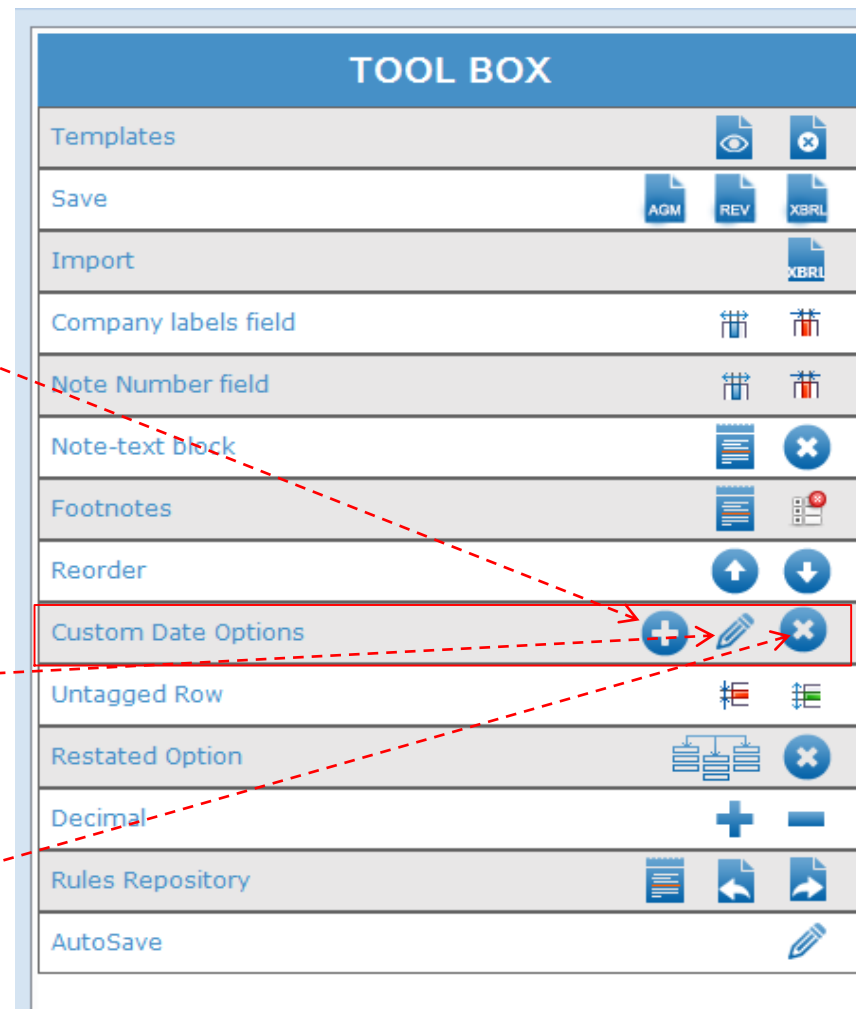 TOOL BOX
Templates
Save AGM REV XBRL
Import XBRL
Company labels field
Note Number field
Note-text block
Footnotes
Reorder
Custom Date Options
Untagged Row
Restated Option
Decimal
Rules Repository
AutoSave